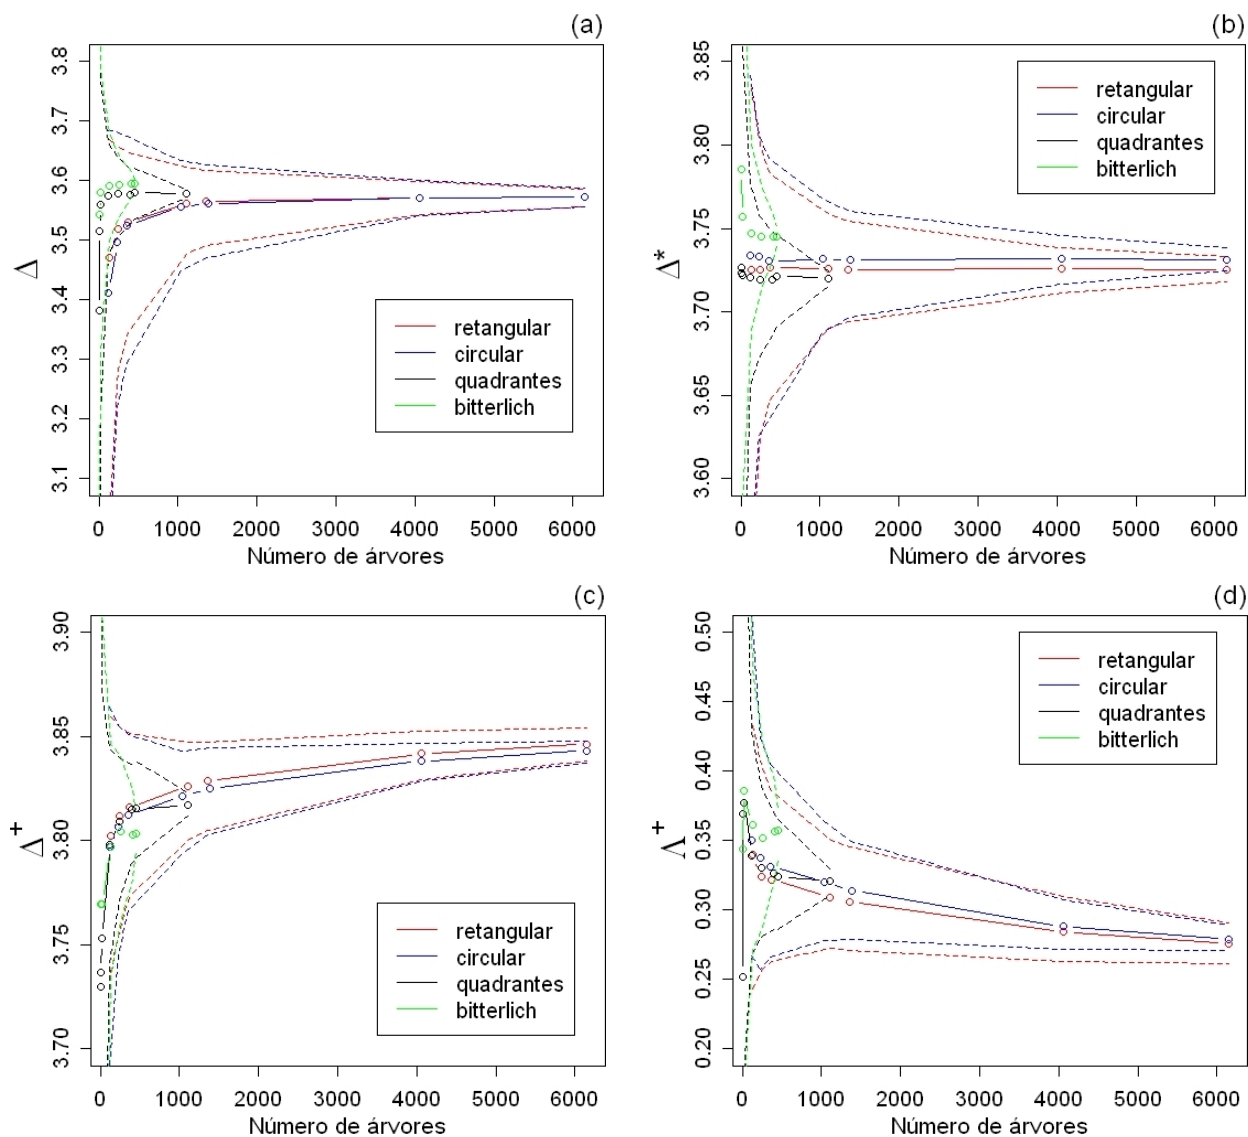 (a)
Δ
3.8
3.7
3.6
3.5
3.4
3.3
3.2
3.1
retangular
circular
quadrantes
bitterlich
0 1000 2000 3000 4000 5000 6000
Número de árvores
(b)
Δ*
3.85
3.80
3.75
3.70
3.65
3.60
retangular
circular
quadrantes
bitterlich
0 1000 2000 3000 4000 5000 6000
Número de árvores
(c)
Δ+
3.90
3.85
3.80
3.75
3.70
retangular
circular
quadrantes
bitterlich
0 1000 2000 3000 4000 5000 6000
Número de árvores
(d)
Λ+
0.50
0.45
0.40
0.35
0.30
0.25
0.20
retangular
circular
quadrantes
bitterlich
0 1000 2000 3000 4000 5000 6000
Número de árvores